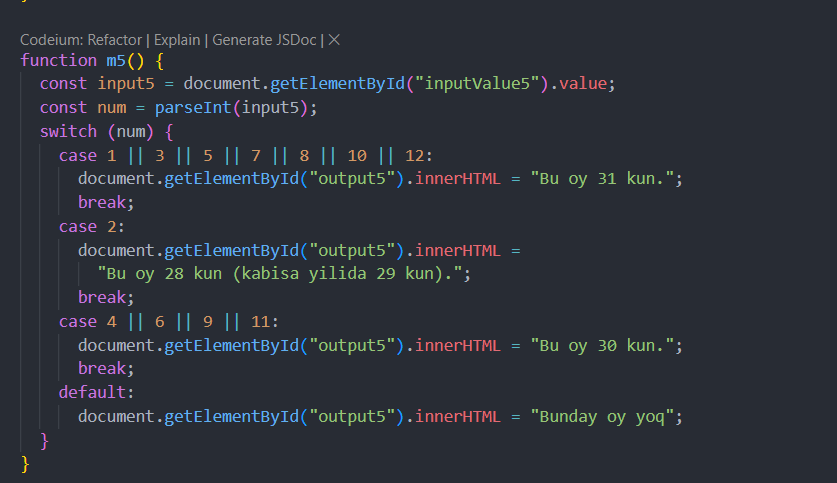 Codeium: Refactor | Explain | Generate JSDoc | ✕
function m5() {
  const input5 = document.getElementById("inputValue5").value;
  const num = parseInt(input5);
  switch (num) {
    case 1 || 3 || 5 || 7 || 8 || 10 || 12:
      document.getElementById("output5").innerHTML = "Bu oy 31 kun.";
      break;
    case 2:
      document.getElementById("output5").innerHTML =
        "Bu oy 28 kun (kabisa yilida 29 kun).";
      break;
    case 4 || 6 || 9 || 11:
      document.getElementById("output5").innerHTML = "Bu oy 30 kun.";
      break;
    default:
      document.getElementById("output5").innerHTML = "Bunday oy yoq";
  }
}